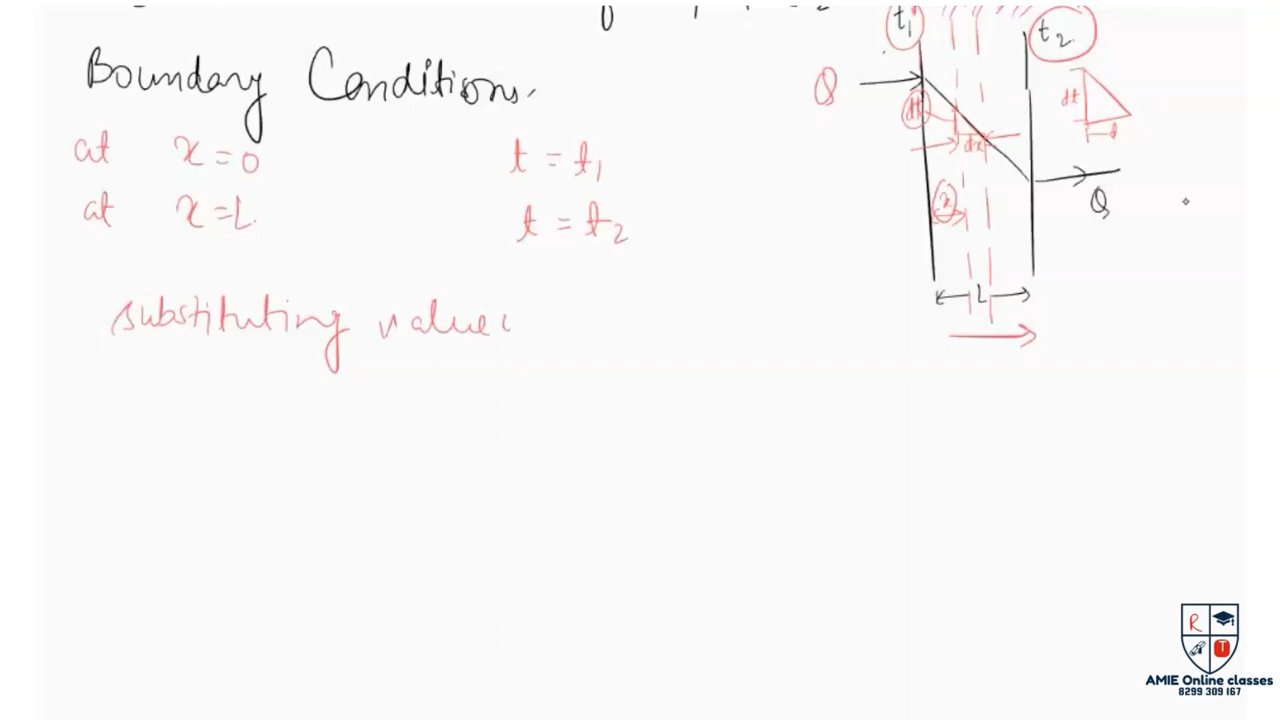 Boundary Conditions.
at x = 0 t = t1
at x = L. t = t2
substituting value
t1
t2
Q
dt
dx
x
L
Q
dt
d
R
T
AMIE Online classes
8299 309 167